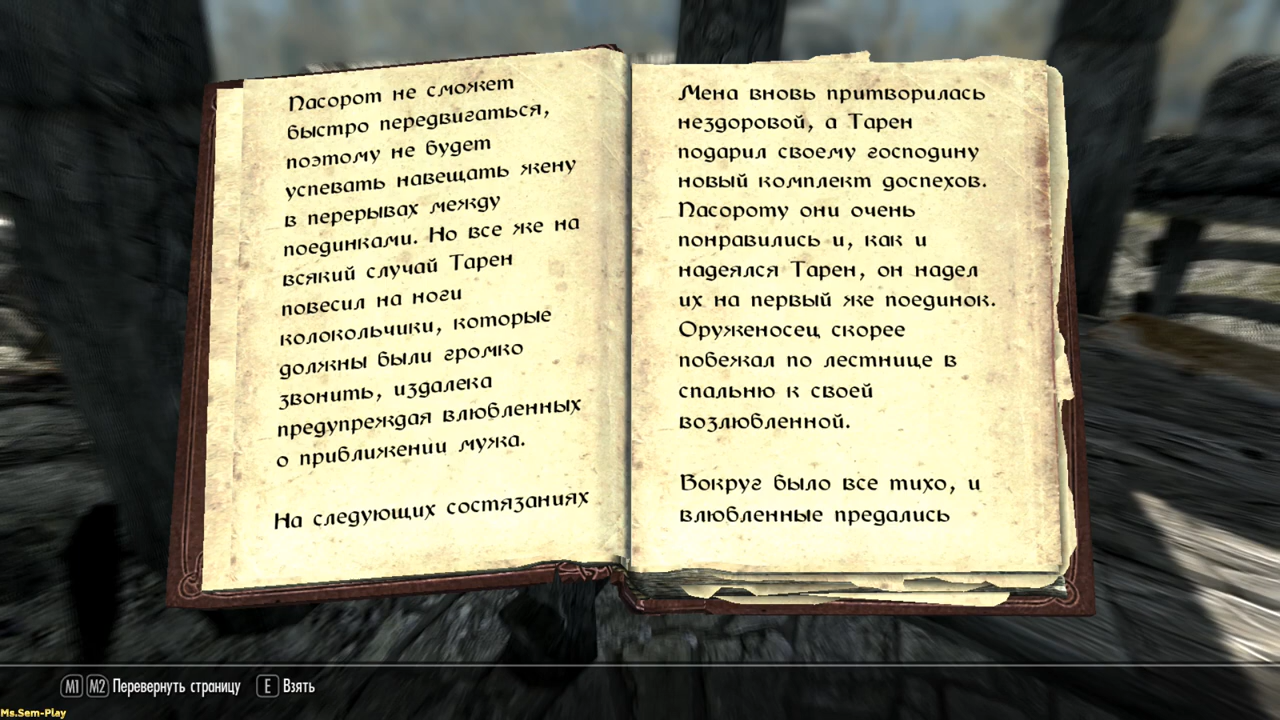 Пасорот не сможет
быстро передвигаться,
поэтому не будет
успевать навещать жену
в перерывах между
поединками. Но все же на
всякий случай Тарен
повесил на ноги
колокольчики, которые
должны были громко
звонить, издалека
предупреждая влюбленных
о приближении мужа.
На следующих состязаниях
Мена вновь притворилась
нездоровой, а Тарен
подарил своему господину
новый комплект доспехов.
Пасороту они очень
понравились и, как и
надеялся Тарен, он надел
их на первый же поединок.
Оруженосец скорее
побежал по лестнице в
спальню к своей
возлюбленной.
Вокруг было все тихо, и
влюбленные предались
M1 M2 Перевернуть страницу E Взять
Ms.Sem-Play